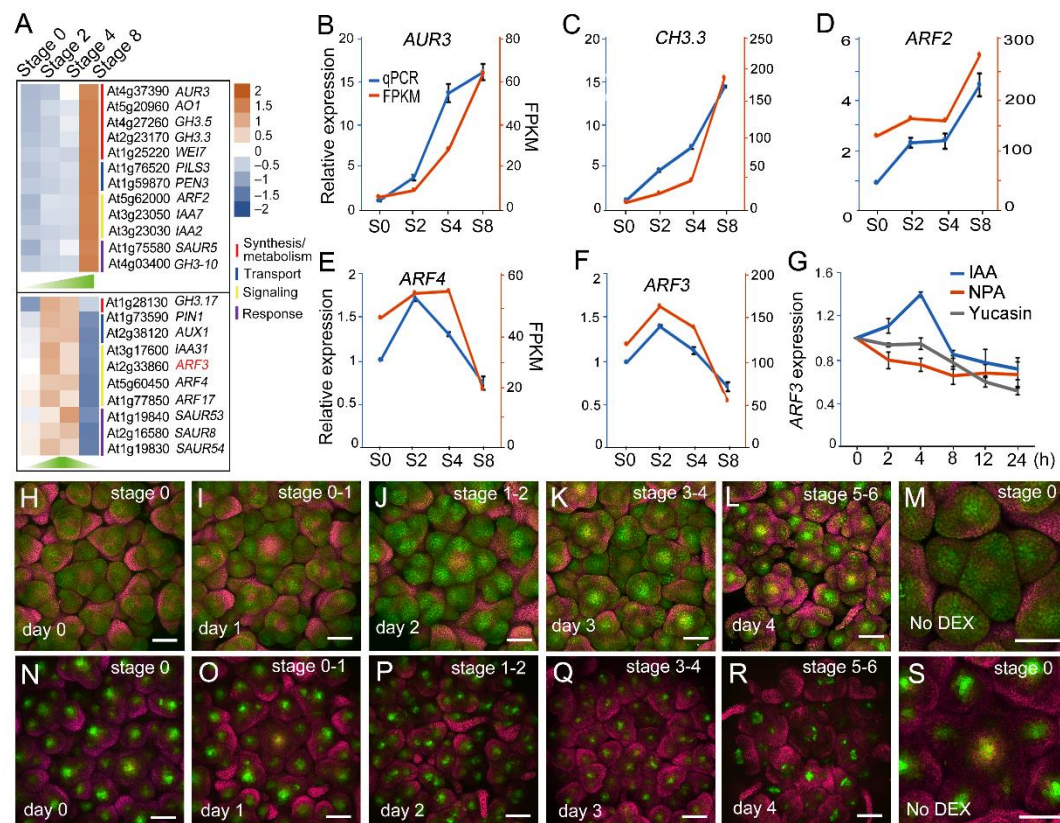 A
Stage 0
Stage 2
Stage 4
Stage 8
At4g37390 AUR3
At5g20960 AO1
At4g27260 GH3.5
At2g23170 GH3.3
At1g25220 WEI7
At1g76520 PILS3
At1g59870 PEN3
At5g62000 ARF2
At3g23050 IAA7
At3g23030 IAA2
At1g75580 SAUR5
At4g03400 GH3-10
At1g28130 GH3.17
At1g73590 PIN1
At2g38120 AUX1
At3g17600 IAA31
At2g33860 ARF3
At5g60450 ARF4
At1g77850 ARF17
At1g19840 SAUR53
At2g16580 SAUR8
At1g19830 SAUR54
2
1.5
1
0.5
0
−0.5
−1
−1.5
−2
Synthesis/
metabolism
Transport
Signaling
Response
B
AUR3
qPCR
FPKM
Relative expression
20
15
10
5
0
80
60
40
20
0
FPKM
S0 S2 S4 S8
C
CH3.3
20
15
10
5
0
250
200
150
100
50
0
S0 S2 S4 S8
D
ARF2
6
4
2
0
300
200
100
0
S0 S2 S4 S8
E
ARF4
Relative expression
2
1.5
1
0.5
0
60
40
20
0
FPKM
S0 S2 S4 S8
F
ARF3
2
1.5
1
0.5
0
200
150
100
50
0
S0 S2 S4 S8
G
IAA
NPA
Yucasin
ARF3 expression
1.6
1.2
0.8
0.4
0
0 2 4 8 12 24 (h)
H
stage 0
day 0
I
stage 0-1
day 1
J
stage 1-2
day 2
K
stage 3-4
day 3
L
stage 5-6
day 4
M
stage 0
No DEX
N
stage 0
day 0
O
stage 0-1
day 1
P
stage 1-2
day 2
Q
stage 3-4
day 3
R
stage 5-6
day 4
S
stage 0
No DEX